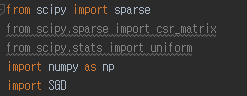 from scipy import sparse
from scipy.sparse import csr_matrix
from scipy.stats import uniform
import numpy as np
import SGD